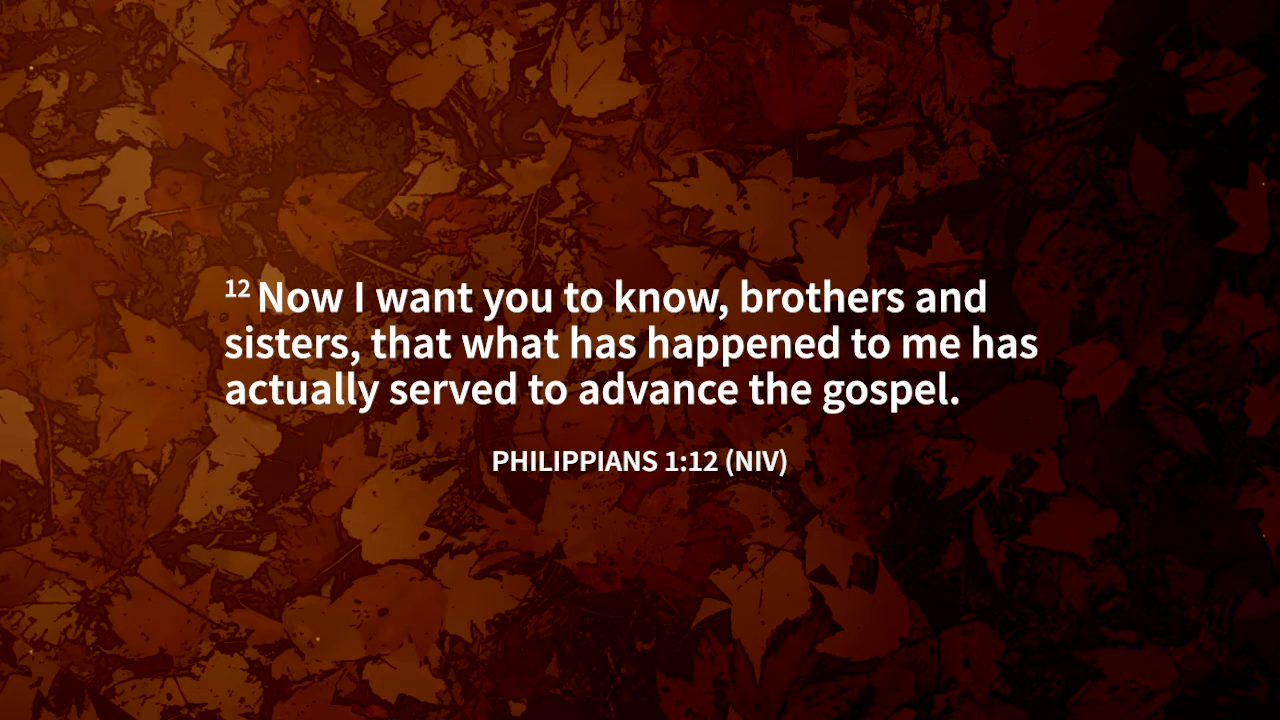 12 Now I want you to know, brothers and
sisters, that what has happened to me has
actually served to advance the gospel.
PHILIPPIANS 1:12 (NIV)